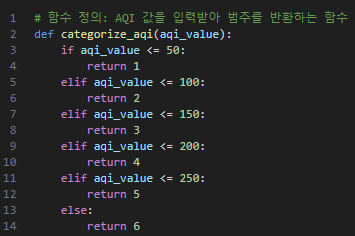 1 # 함수 정의: AQI 값을 입력받아 범주를 반환하는 함수
2 def categorize_aqi(aqi_value):
3     if aqi_value <= 50:
4         return 1
5     elif aqi_value <= 100:
6         return 2
7     elif aqi_value <= 150:
8         return 3
9     elif aqi_value <= 200:
10         return 4
11     elif aqi_value <= 250:
12         return 5
13     else:
14         return 6